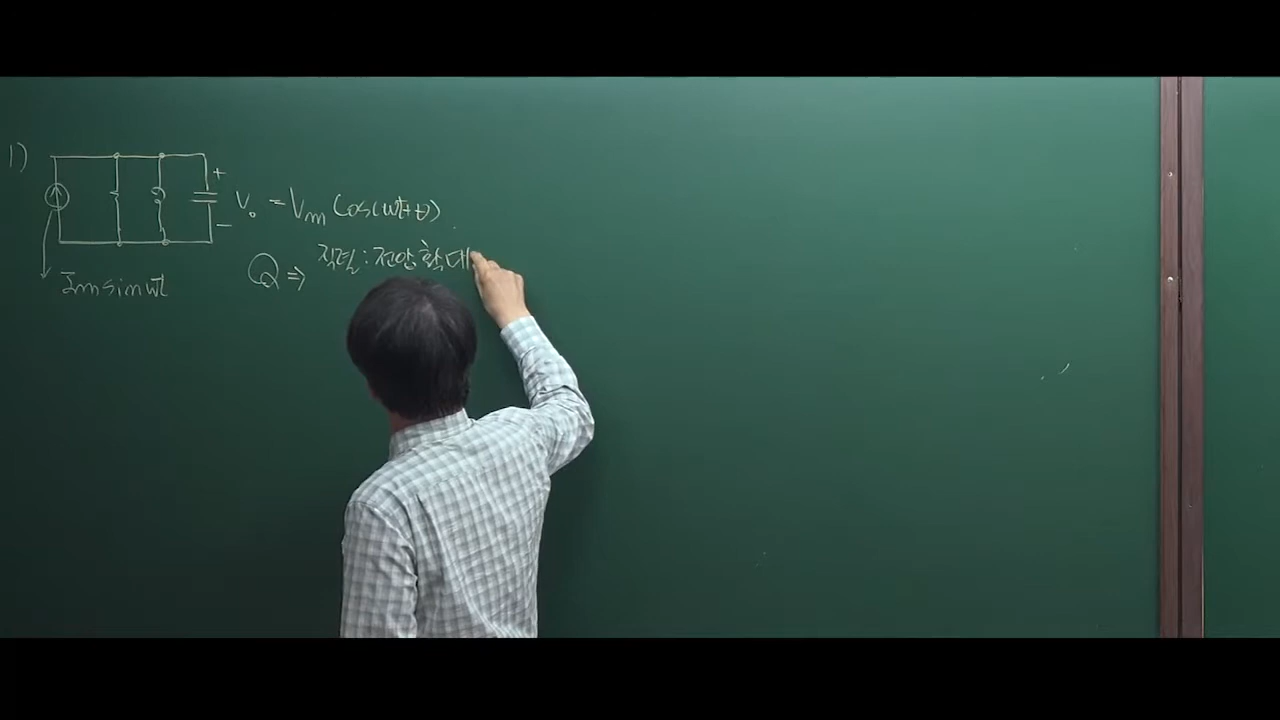 1)
+
V₀ = Vm Cos(ωt+θ)
−
Im sin ωt
Q ⇒ 직렬 : 전압 확대